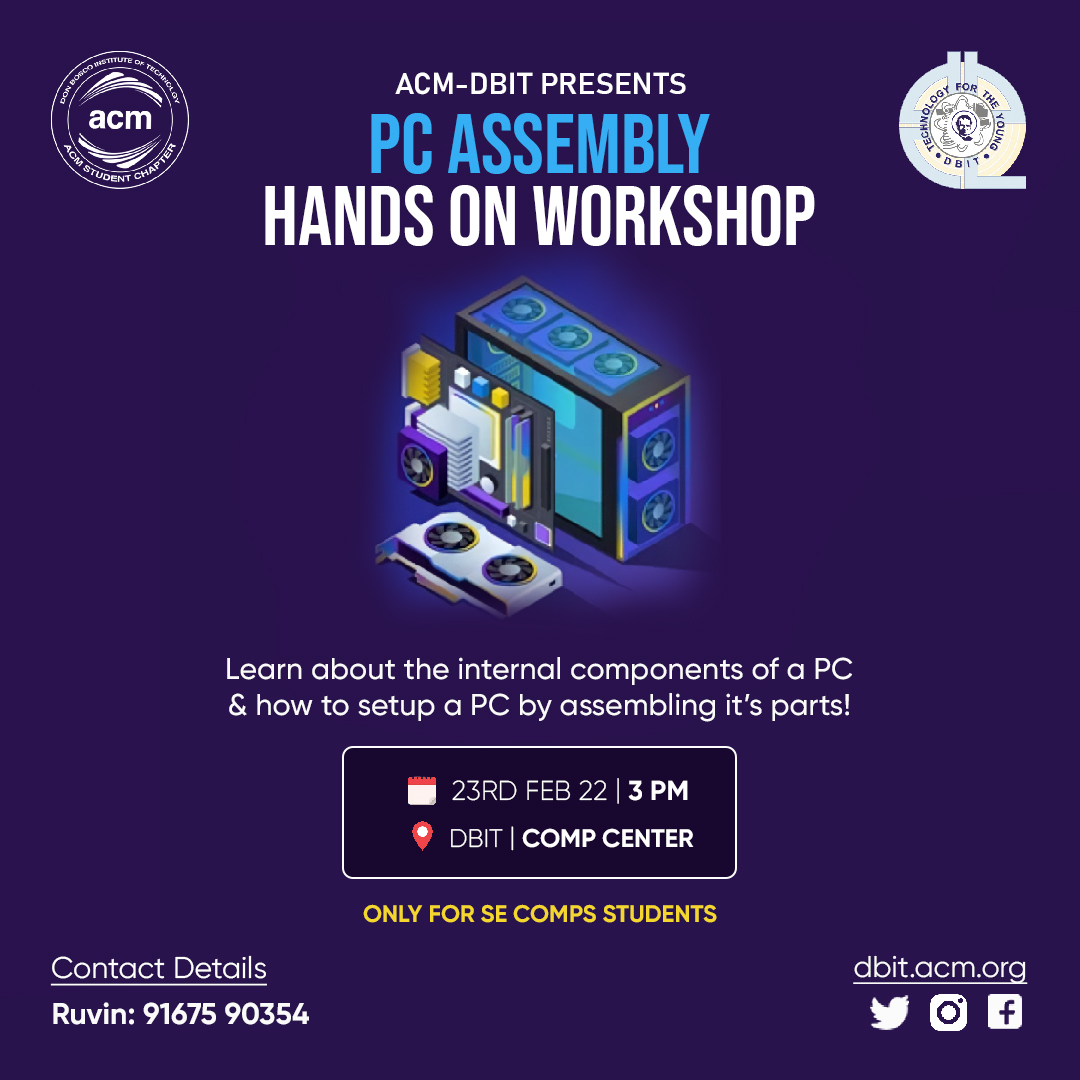 DON BOSCO INSTITUTE OF TECHNOLOGY
acm
ACM STUDENT CHAPTER
ACM-DBIT PRESENTS
PC ASSEMBLY
HANDS ON WORKSHOP
TECHNOLOGY FOR THE YOUNG
• DBIT •
Learn about the internal components of a PC
& how to setup a PC by assembling it's parts!
23RD FEB 22 | 3 PM
DBIT | COMP CENTER
ONLY FOR SE COMPS STUDENTS
Contact Details
Ruvin: 91675 90354
dbit.acm.org